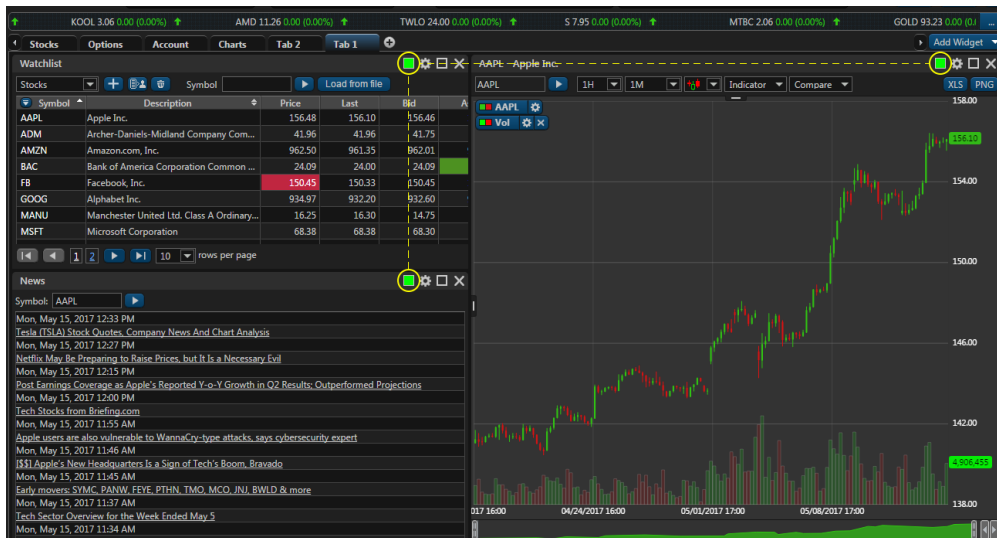 KOOL 3.06 0.00 (0.00%) AMD 11.26 0.00 (0.00%) TWLO 24.00 0.00 (0.00%) S 7.95 0.00 (0.00%) MTBC 2.06 0.00 (0.00%) GOLD 93.23 0.00 (0.0 ...
Stocks Options Account Charts Tab 2 Tab 1 Add Widget
Watchlist
Stocks Symbol Load from file
Symbol Description Price Last Bid A
AAPL Apple Inc. 156.48 156.10 156.46
ADM Archer-Daniels-Midland Company Com... 41.96 41.96 41.75
AMZN Amazon.com, Inc. 962.50 961.35 962.01
BAC Bank of America Corporation Common ... 24.09 24.00 24.09
FB Facebook, Inc. 150.45 150.33 150.45
GOOG Alphabet Inc. 934.97 932.20 932.60
MANU Manchester United Ltd. Class A Ordinary... 16.25 16.30 14.75
MSFT Microsoft Corporation 68.38 68.38 68.30
1 2 10 rows per page
News
Symbol: AAPL
Mon, May 15, 2017 12:33 PM
Tesla (TSLA) Stock Quotes, Company News And Chart Analysis
Mon, May 15, 2017 12:27 PM
Netflix May Be Preparing to Raise Prices, but It Is a Necessary Evil
Mon, May 15, 2017 12:15 PM
Post Earnings Coverage as Apple's Reported Y-o-Y Growth in Q2 Results; Outperformed Projections
Mon, May 15, 2017 12:00 PM
Tech Stocks from Briefing.com
Mon, May 15, 2017 11:55 AM
Apple users are also vulnerable to WannaCry-type attacks, says cybersecurity expert
Mon, May 15, 2017 11:46 AM
[$$] Apple's New Headquarters Is a Sign of Tech's Boom, Bravado
Mon, May 15, 2017 11:45 AM
Early movers: SYMC, PANW, FEYE, PTHN, TMO, MCO, JNJ, BWLD & more
Mon, May 15, 2017 11:37 AM
Tech Sector Overview for the Week Ended May 5
Mon, May 15, 2017 11:34 AM
AAPL Apple Inc.
AAPL 1H 1M Indicator Compare XLS PNG
AAPL
Vol
158.00
156.10
154.00
150.00
146.00
142.00
4,906,455
138.00
017 16:00 04/24/2017 16:00 05/01/2017 17:00 05/08/2017 17:00